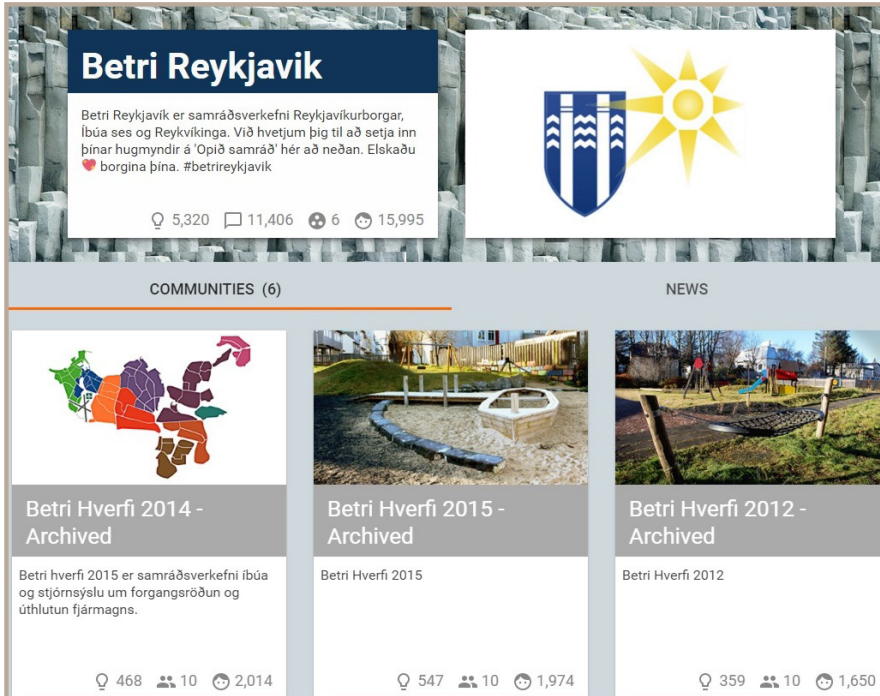 Betri Reykjavik
Betri Reykjavík er samráðsverkefni Reykjavíkurborgar,
Íbúa ses og Reykvíkinga. Við hvetjum þig til að setja inn
þínar hugmyndir á 'Opið samráð' hér að neðan. Elskaðu
💖 borgina þína. #betrireykjavik
5,320 11,406 6 15,995
COMMUNITIES (6)
NEWS
Betri Hverfi 2014 -
Archived
Betri hverfi 2015 er samráðsverkefni íbúa
og stjórnsýslu um forgangsröðun og
úthlutun fjármagns.
468 10 2,014
Betri Hverfi 2015 -
Archived
Betri Hverfi 2015
547 10 1,974
Betri Hverfi 2012 -
Archived
Betri Hverfi 2012
359 10 1,650